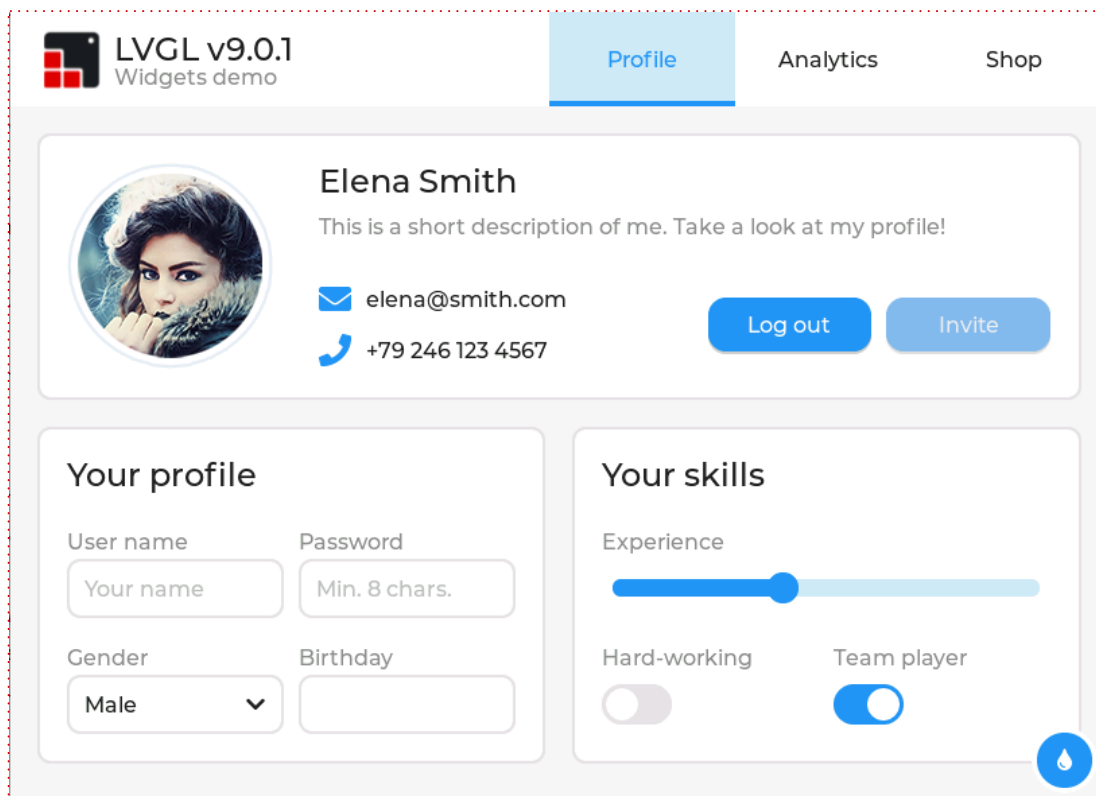 LVGL v9.0.1
Widgets demo
Profile
Analytics
Shop
Elena Smith
This is a short description of me. Take a look at my profile!
elena@smith.com
+79 246 123 4567
Log out
Invite
Your profile
User name
Password
Your name
Min. 8 chars.
Gender
Birthday
Male
Your skills
Experience
Hard-working
Team player